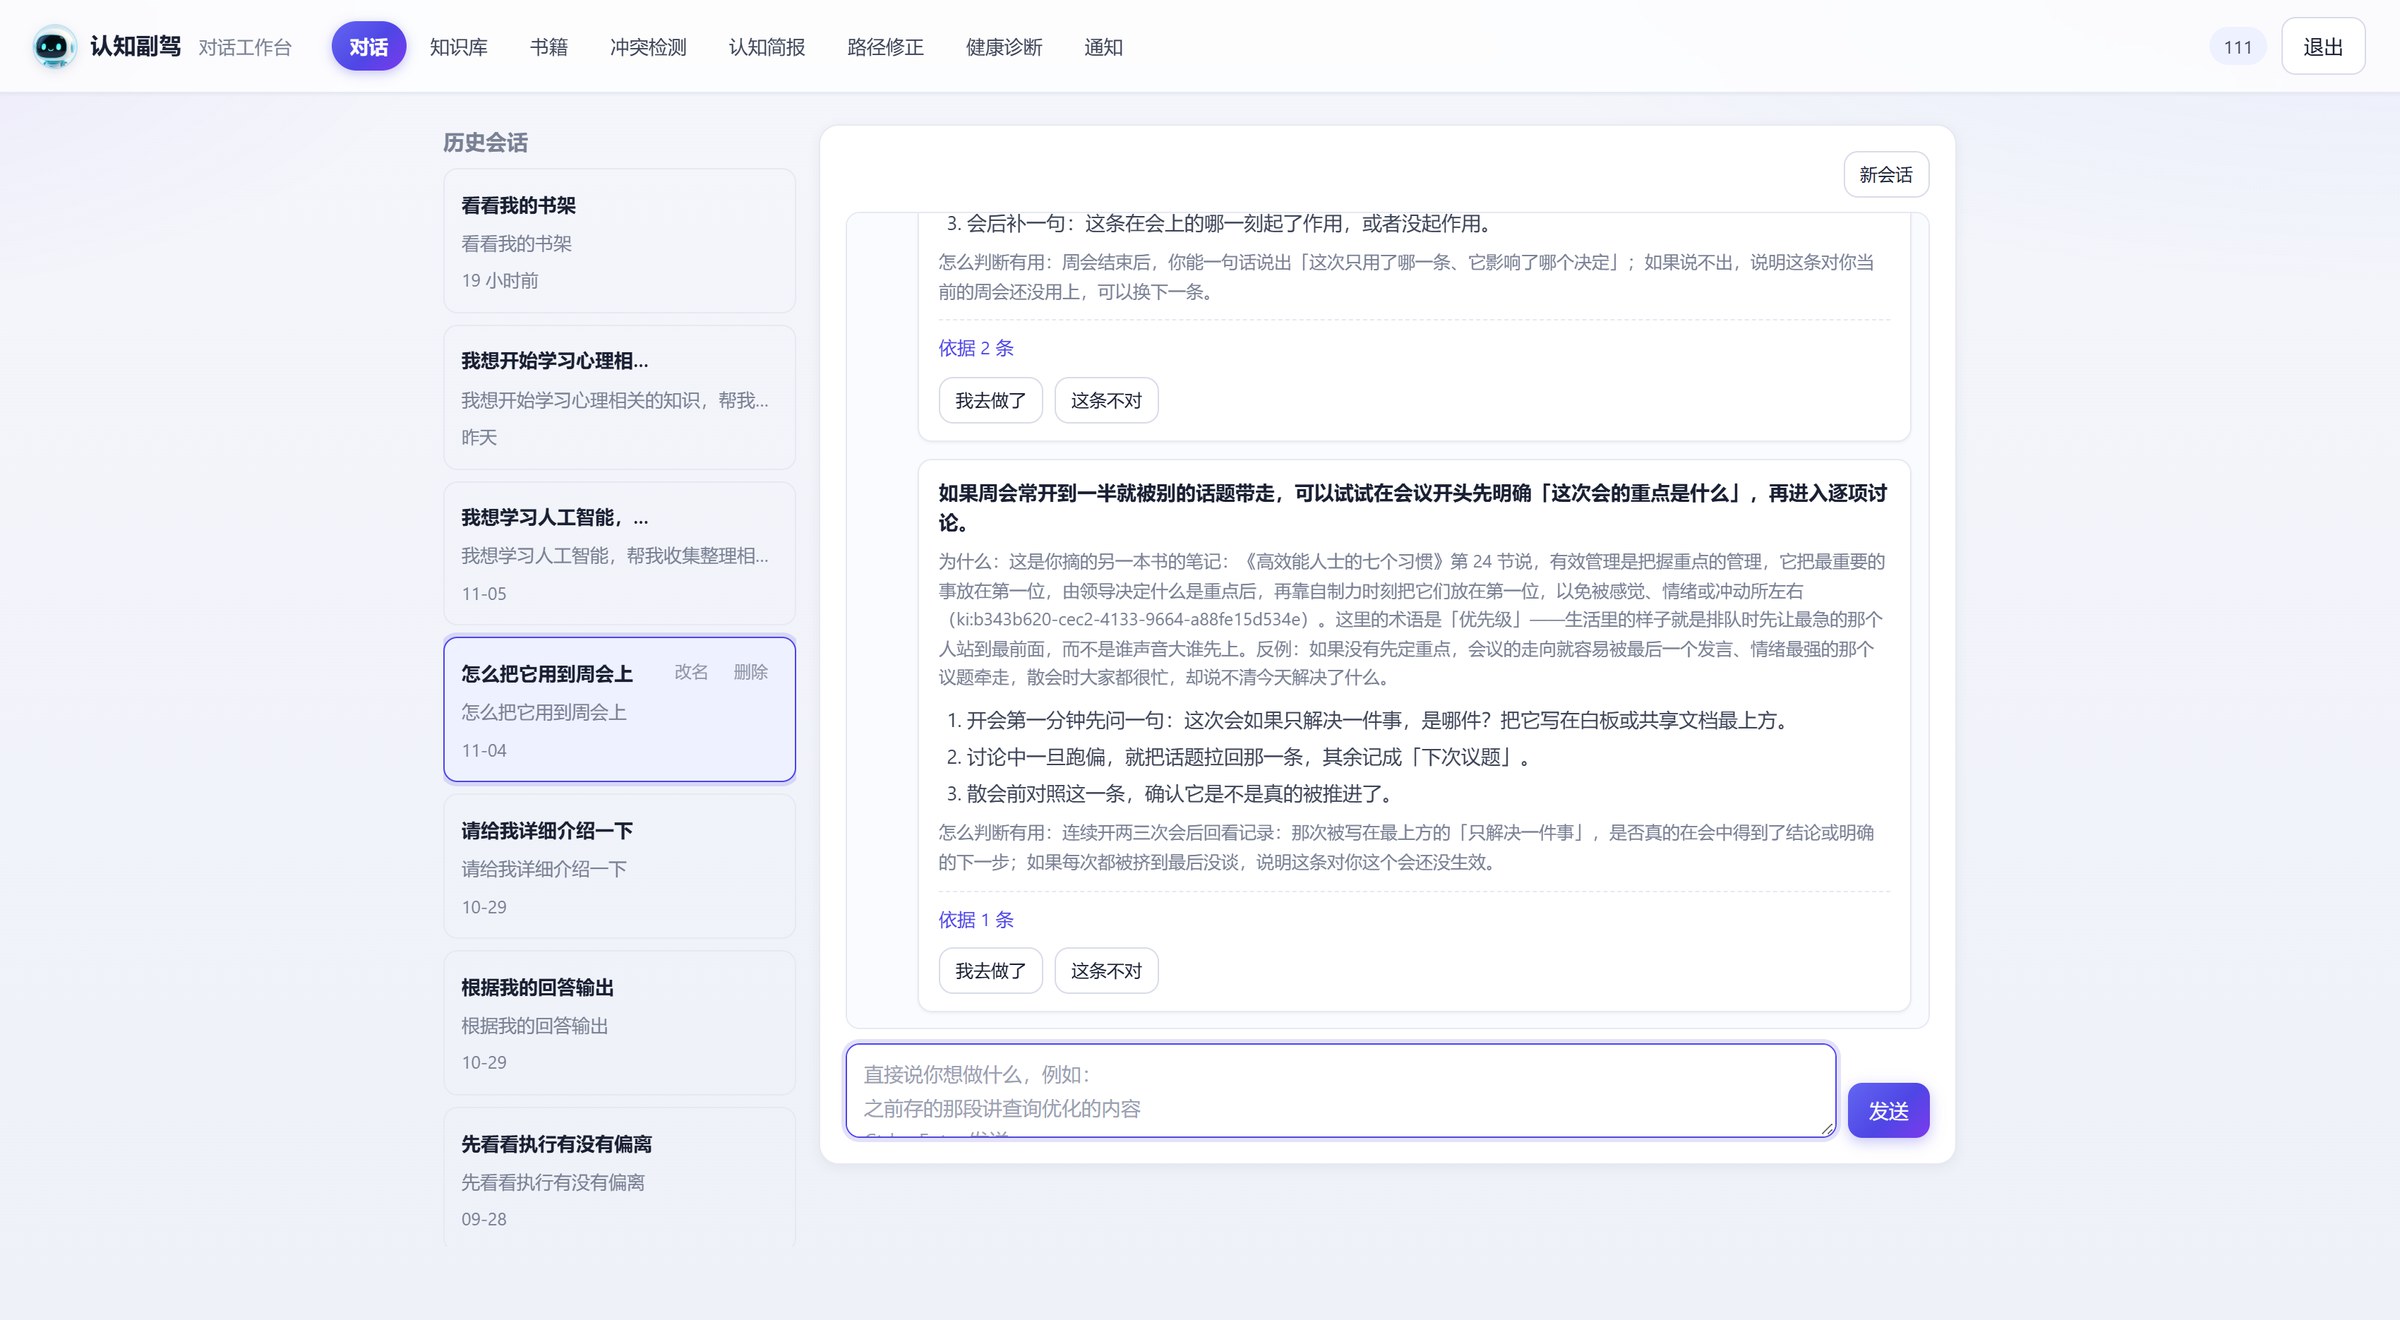 认知副驾 对话工作台 对话 知识库 书籍 冲突检测 认知简报 路径修正 健康诊断 通知 111 退出
历史会话
看看我的书架
看看我的书架
19 小时前
我想开始学习心理相...
我想开始学习心理相关的知识，帮我...
昨天
我想学习人工智能，...
我想学习人工智能，帮我收集整理相...
11-05
怎么把它用到周会上 改名 删除
怎么把它用到周会上
11-04
请给我详细介绍一下
请给我详细介绍一下
10-29
根据我的回答输出
根据我的回答输出
10-29
先看看执行有没有偏离
先看看执行有没有偏离
09-28
新会话
3. 会后补一句：这条在会上的哪一刻起了作用，或者没起作用。
怎么判断有用：周会结束后，你能一句话说出「这次只用了哪一条、它影响了哪个决定」；如果说不出，说明这条对你当
前的周会还没用上，可以换下一条。
依据 2 条
我去做了 这条不对
如果周会常开到一半就被别的话题带走，可以试试在会议开头先明确「这次会的重点是什么」，再进入逐项讨
论。
为什么：这是你摘的另一本书的笔记：《高效能人士的七个习惯》第 24 节说，有效管理是把握重点的管理，它把最重要的
事放在第一位，由领导决定什么是重点后，再靠自制力时刻把它们放在第一位，以免被感觉、情绪或冲动所左右
（ki:b343b620-cec2-4133-9664-a88fe15d534e）。这里的术语是「优先级」——生活里的样子就是排队时先让最急的那个
人站到最前面，而不是谁声音大谁先上。反例：如果没有先定重点，会议的走向就容易被最后一个发言、情绪最强的那个
议题牵走，散会时大家都很忙，却说不清今天解决了什么。
1. 开会第一分钟先问一句：这次会如果只解决一件事，是哪件？把它写在白板或共享文档最上方。
2. 讨论中一旦跑偏，就把话题拉回那一条，其余记成「下次议题」。
3. 散会前对照这一条，确认它是不是真的被推进了。
怎么判断有用：连续开两三次会后回看记录：那次被写在最上方的「只解决一件事」，是否真的在会中得到了结论或明确
的下一步；如果每次都被挤到最后没谈，说明这条对你这个会还没生效。
依据 1 条
我去做了 这条不对
直接说你想做什么，例如：
之前存的那段讲查询优化的内容
发送